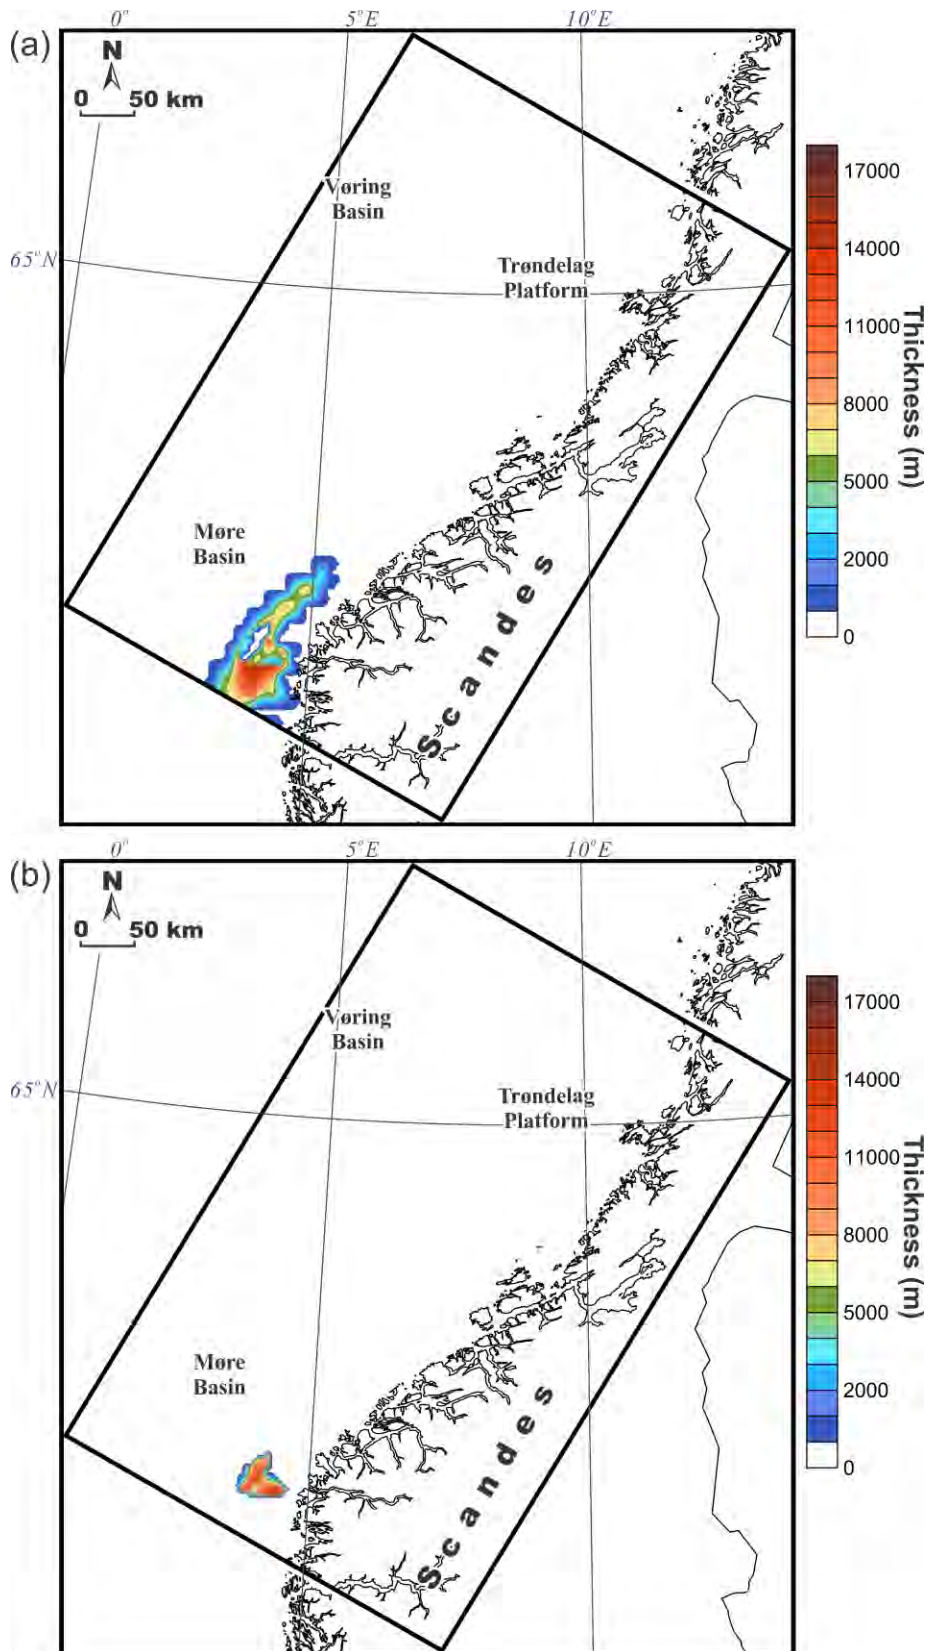 0° 5°E 10°E
(a)
N
0 50 km
Vøring
Basin
65°N
Trøndelag
Platform
Møre
Basin
Scandes
17000
14000
11000
8000
5000
2000
0
Thickness (m)
0° 5°E 10°E
(b)
N
0 50 km
Vøring
Basin
65°N
Trøndelag
Platform
Møre
Basin
Scandes
17000
14000
11000
8000
5000
2000
0
Thickness (m)